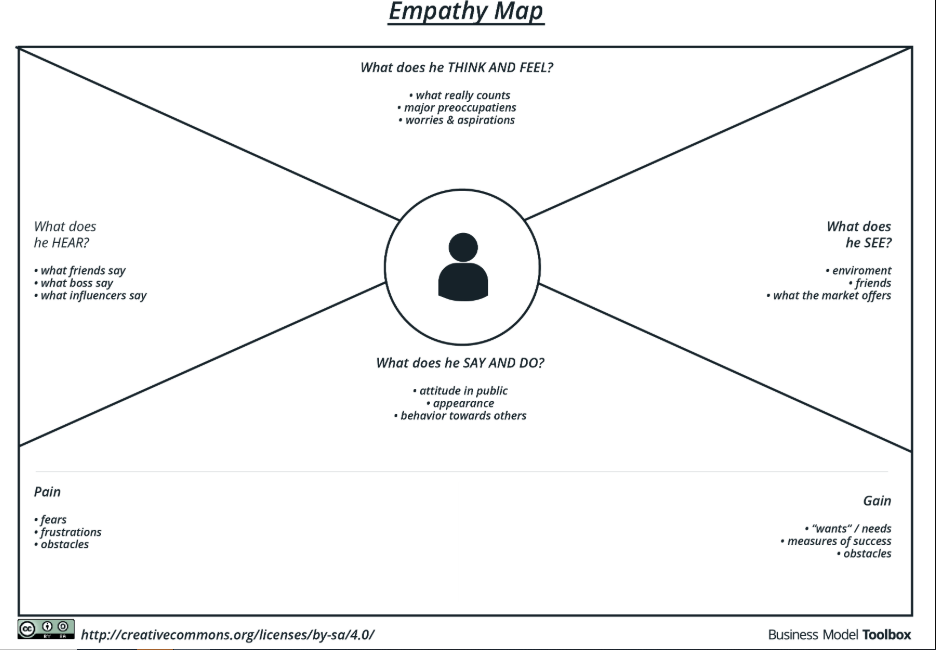 Empathy Map
What does he THINK AND FEEL?
• what really counts
• major preoccupatiens
• worries & aspirations
What does
he HEAR?
• what friends say
• what boss say
• what influencers say
What does
he SEE?
• enviroment
• friends
• what the market offers
What does he SAY AND DO?
• attitude in public
• appearance
• behavior towards others
Pain
• fears
• frustrations
• obstacles
Gain
• “wants” / needs
• measures of success
• obstacles
cc BY SA
http://creativecommons.org/licenses/by-sa/4.0/
Business Model Toolbox